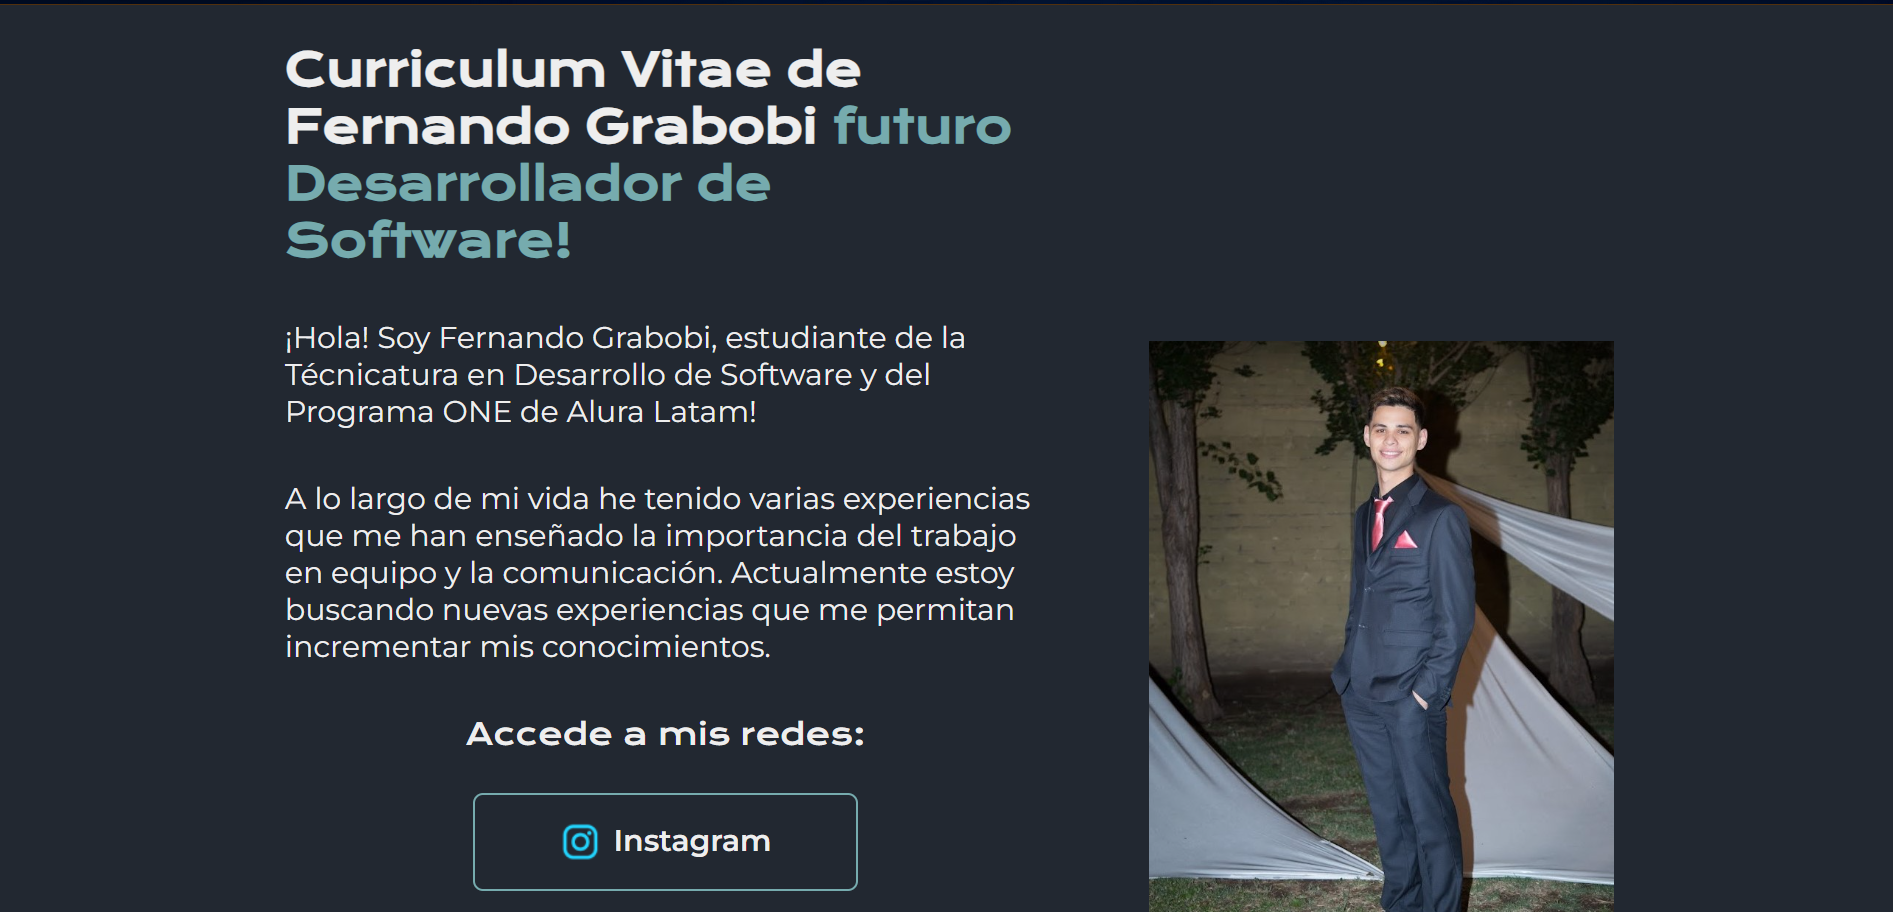 Curriculum Vitae de
Fernando Grabobi futuro
Desarrollador de
Software!
¡Hola! Soy Fernando Grabobi, estudiante de la
Técnicatura en Desarrollo de Software y del
Programa ONE de Alura Latam!
A lo largo de mi vida he tenido varias experiencias
que me han enseñado la importancia del trabajo
en equipo y la comunicación. Actualmente estoy
buscando nuevas experiencias que me permitan
incrementar mis conocimientos.
Accede a mis redes:
Instagram